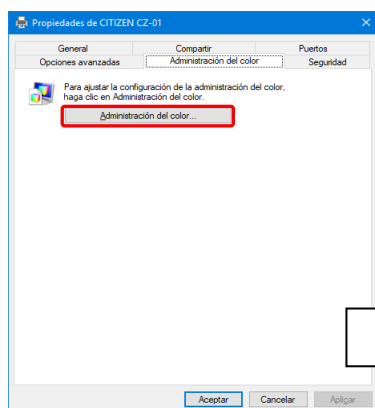 Propiedades de CITIZEN CZ-01
General Compartir Puertos
Opciones avanzadas Administración del color Seguridad
Para ajustar la configuración de la administración del color,
haga clic en Administración del color.
Administración del color...
Aceptar Cancelar Aplicar